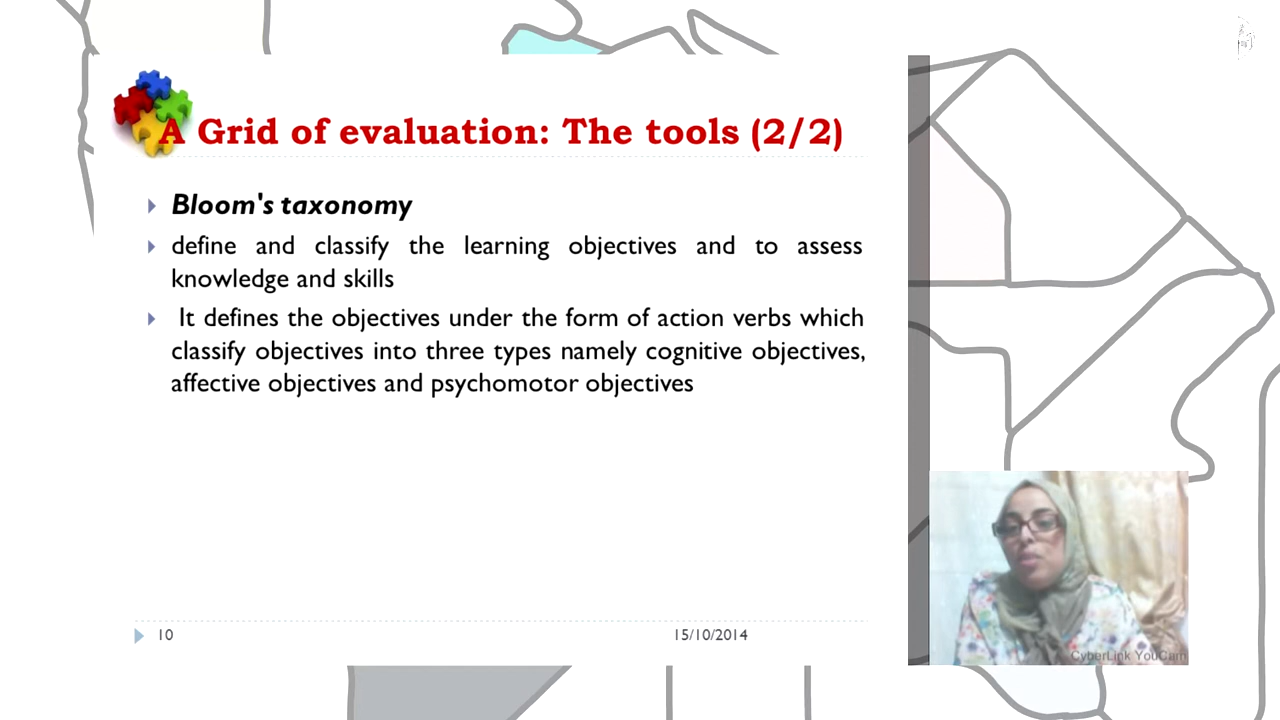 A Grid of evaluation: The tools (2/2)
Bloom's taxonomy
define and classify the learning objectives and to assess
knowledge and skills
It defines the objectives under the form of action verbs which
classify objectives into three types namely cognitive objectives,
affective objectives and psychomotor objectives
10
15/10/2014
CyberLink YouCam